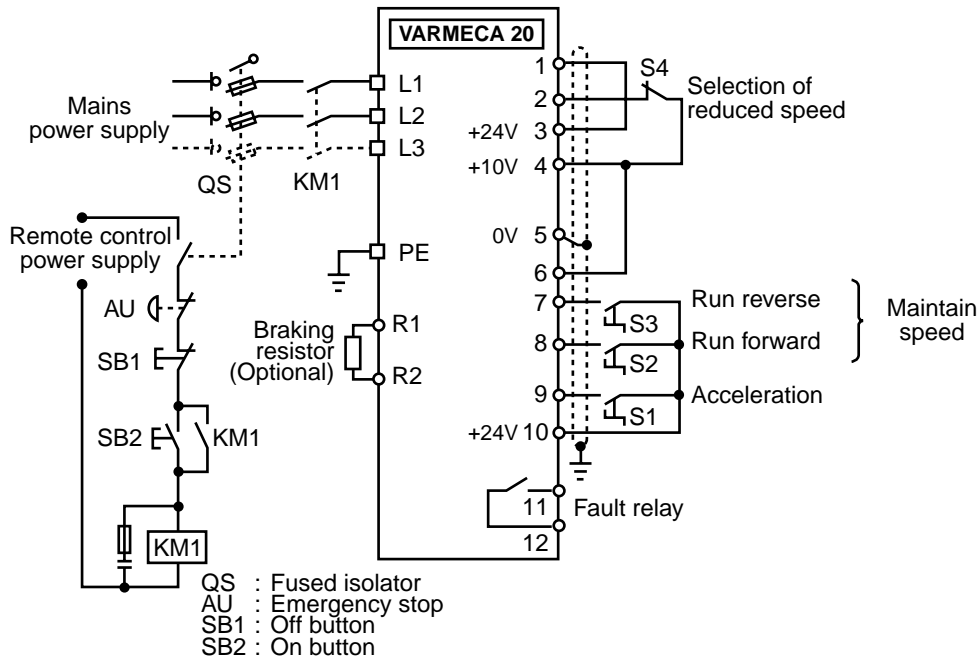 VARMECA 20
Mains
power supply
QS
KM1
L1
L2
L3
PE
R1
R2
Remote control
power supply
AU
SB1
SB2
KM1
KM1
Braking
resistor
(Optional)
1
2
+24V 3
+10V 4
0V 5
6
7
8
9
+24V 10
11
12
S4
Selection of
reduced speed
Run reverse
S3
Run forward
S2
Maintain
speed
Acceleration
S1
Fault relay
QS : Fused isolator
AU : Emergency stop
SB1 : Off button
SB2 : On button